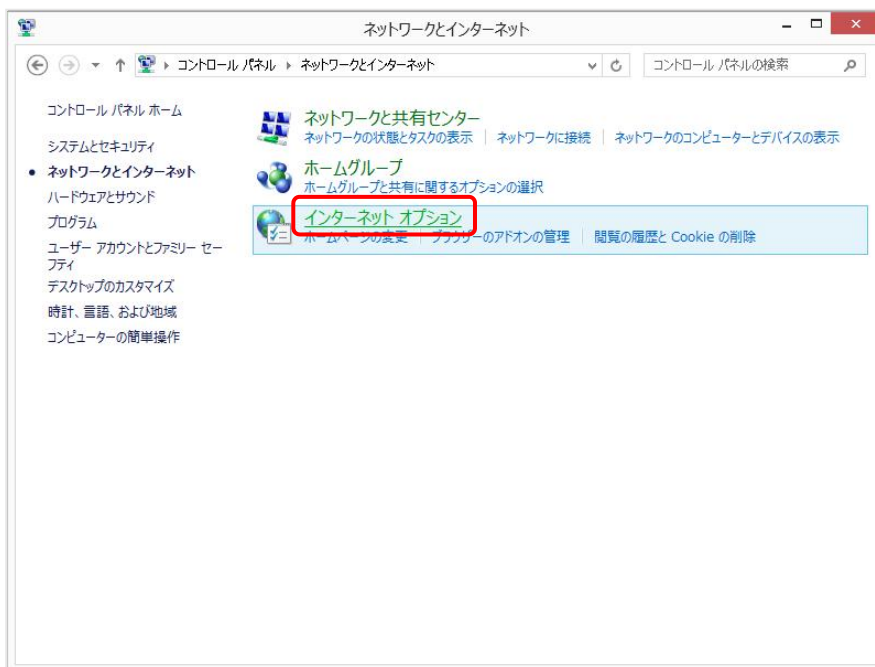 ネットワークとインターネット
コントロール パネル ネットワークとインターネット
コントロール パネルの検索
コントロール パネル ホーム
システムとセキュリティ
ネットワークとインターネット
ハードウェアとサウンド
プログラム
ユーザー アカウントとファミリー セー
フティ
デスクトップのカスタマイズ
時計、言語、および地域
コンピューターの簡単操作
ネットワークと共有センター
ネットワークの状態とタスクの表示 ネットワークに接続 ネットワークのコンピューターとデバイスの表示
ホームグループ
ホームグループと共有に関するオプションの選択
インターネット オプション
ホームページの変更 ブラウザーのアドオンの管理 閲覧の履歴と Cookie の削除